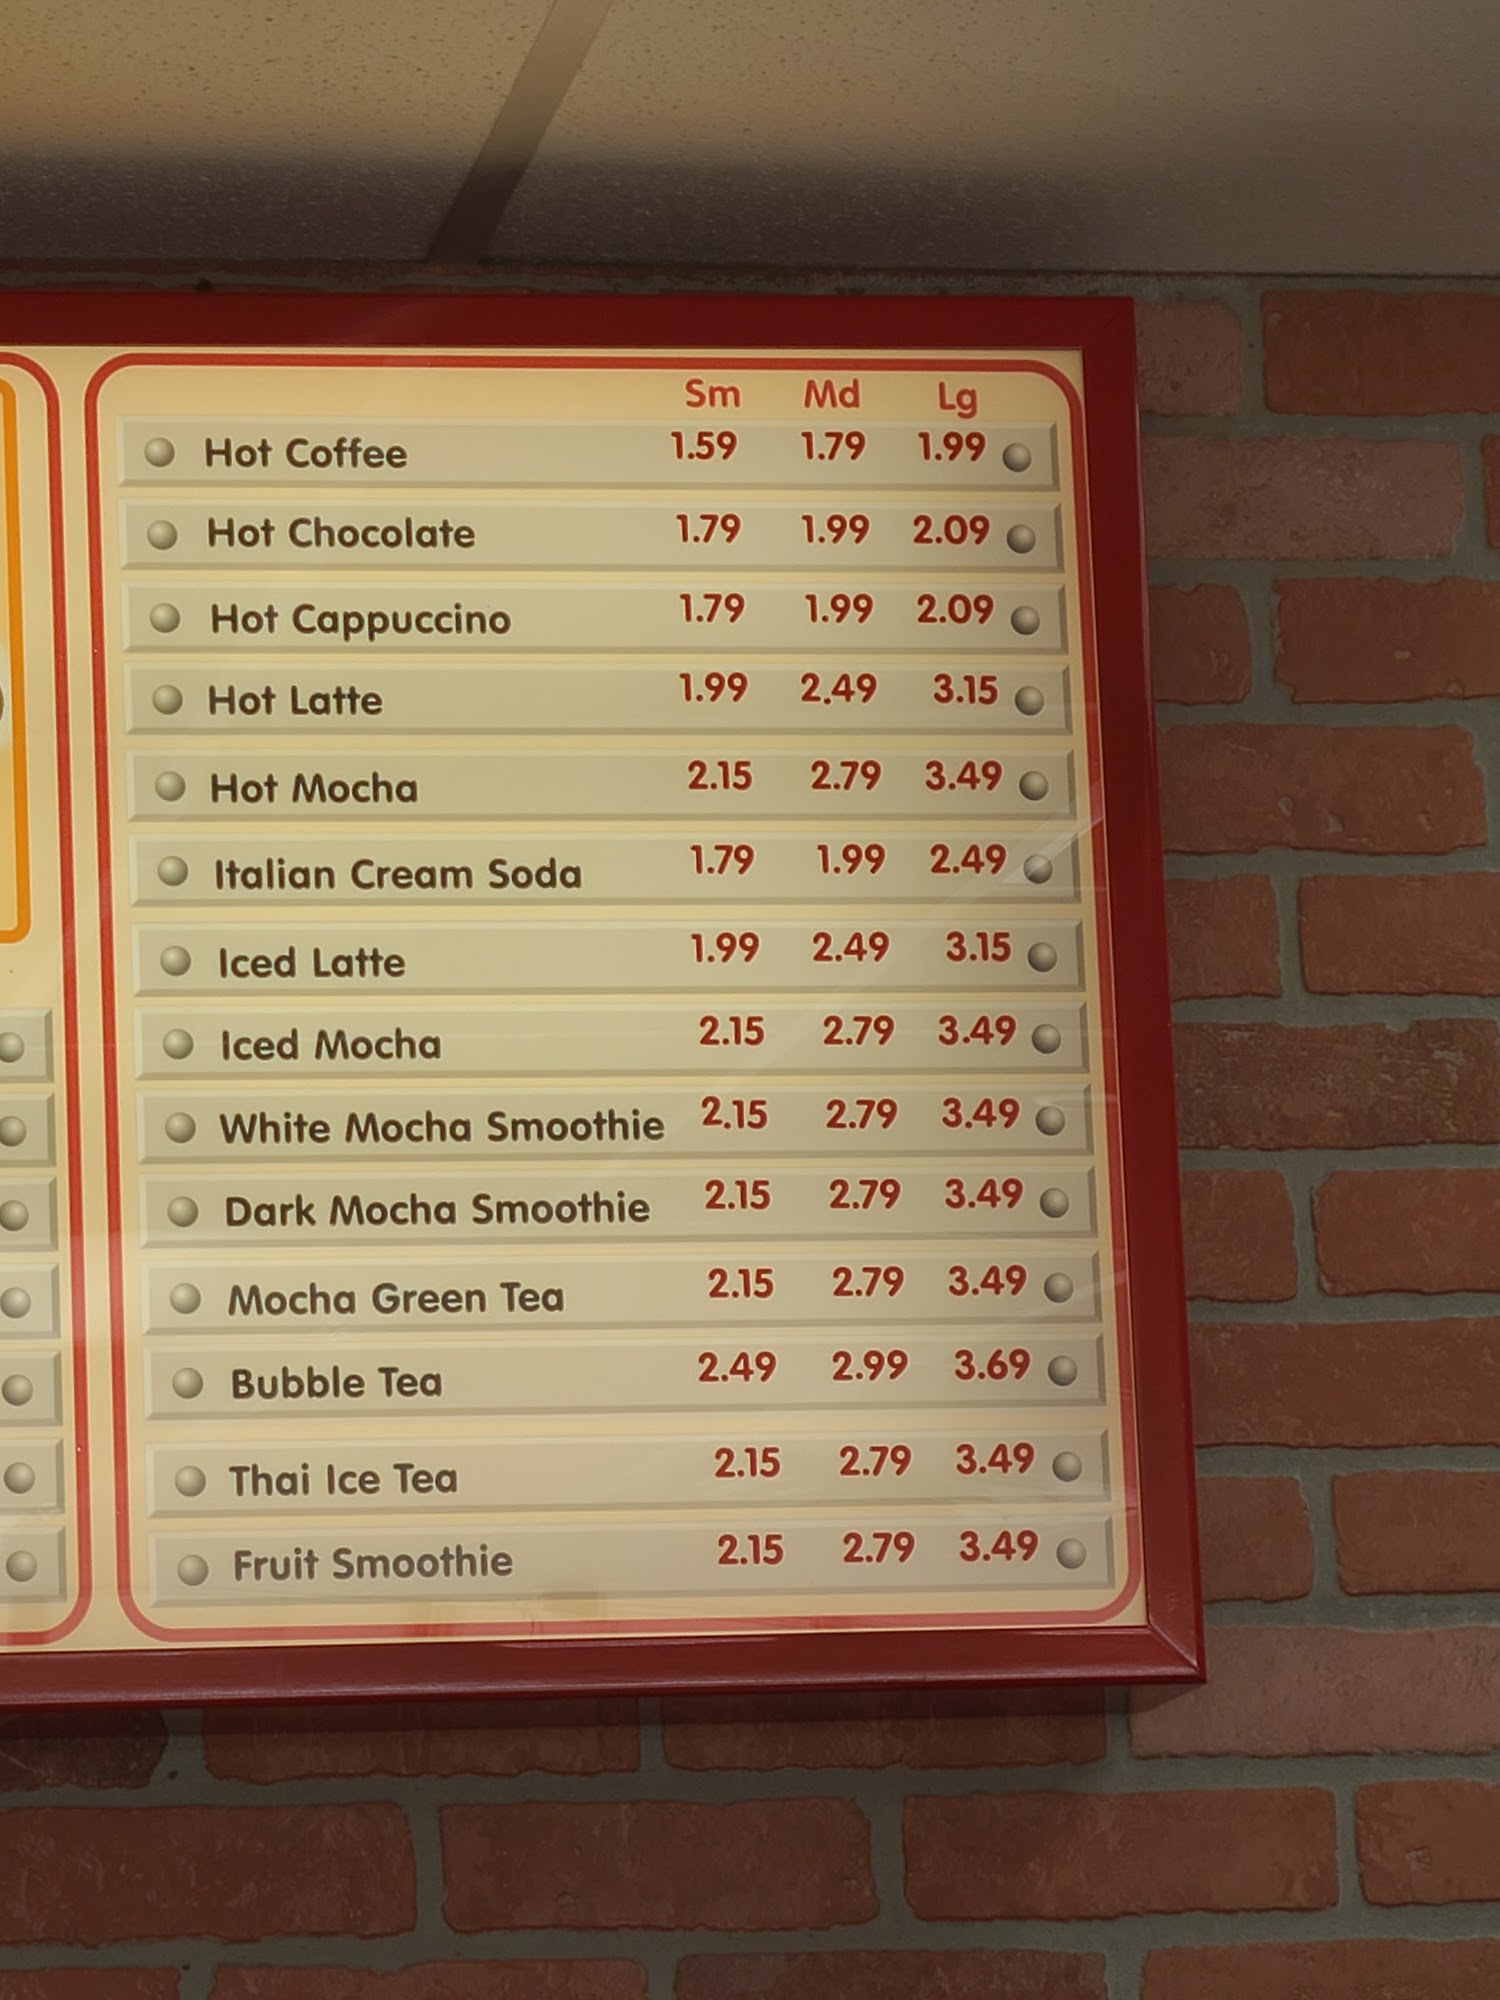 Sm Md Lg
Hot Coffee 1.59 1.79 1.99
Hot Chocolate 1.79 1.99 2.09
Hot Cappuccino 1.79 1.99 2.09
Hot Latte 1.99 2.49 3.15
Hot Mocha 2.15 2.79 3.49
Italian Cream Soda 1.79 1.99 2.49
Iced Latte 1.99 2.49 3.15
Iced Mocha 2.15 2.79 3.49
White Mocha Smoothie 2.15 2.79 3.49
Dark Mocha Smoothie 2.15 2.79 3.49
Mocha Green Tea 2.15 2.79 3.49
Bubble Tea 2.49 2.99 3.69
Thai Ice Tea 2.15 2.79 3.49
Fruit Smoothie 2.15 2.79 3.49